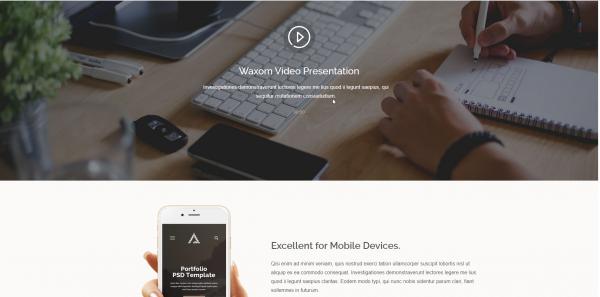 Waxom Video Presentation
Investigationes demonstraverunt lectores legere me lius quod ii legunt saepius, qui
sequitur mutationem consuetudium.
Excellent for Mobile Devices.
Qisi enim ad minim veniam, quis nostrud exerci tation ullamcorper suscipit lobortis nisl ut
aliquip ex ea commodo consequat. Investigationes demonstraverunt lectores legere me lius
quod ii legunt saepius claritas. Eodem modo typi, qui nunc nobis videntur parum clari, fiant
sollemnes in futurum.
Portfolio
PSD Template